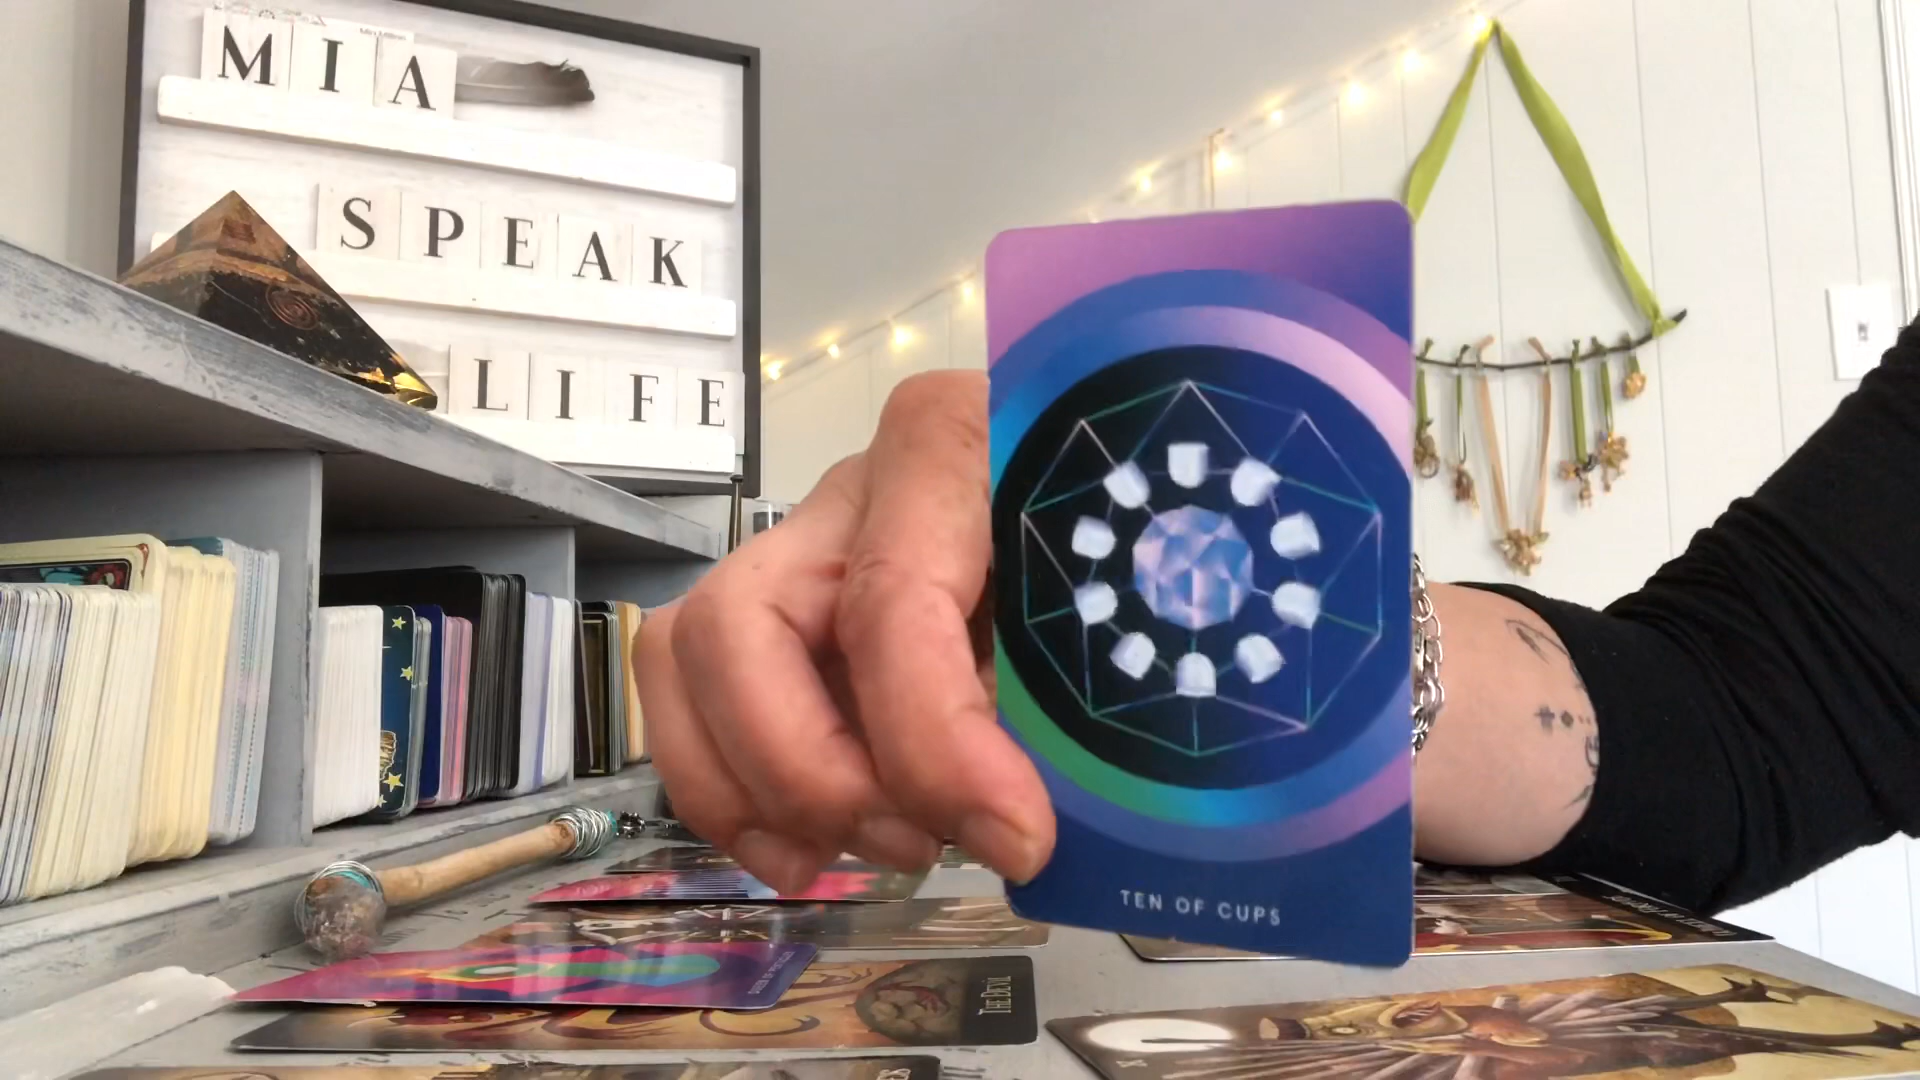 MIA
SPEAK
LIFE
TEN OF CUPS
THE DEVIL